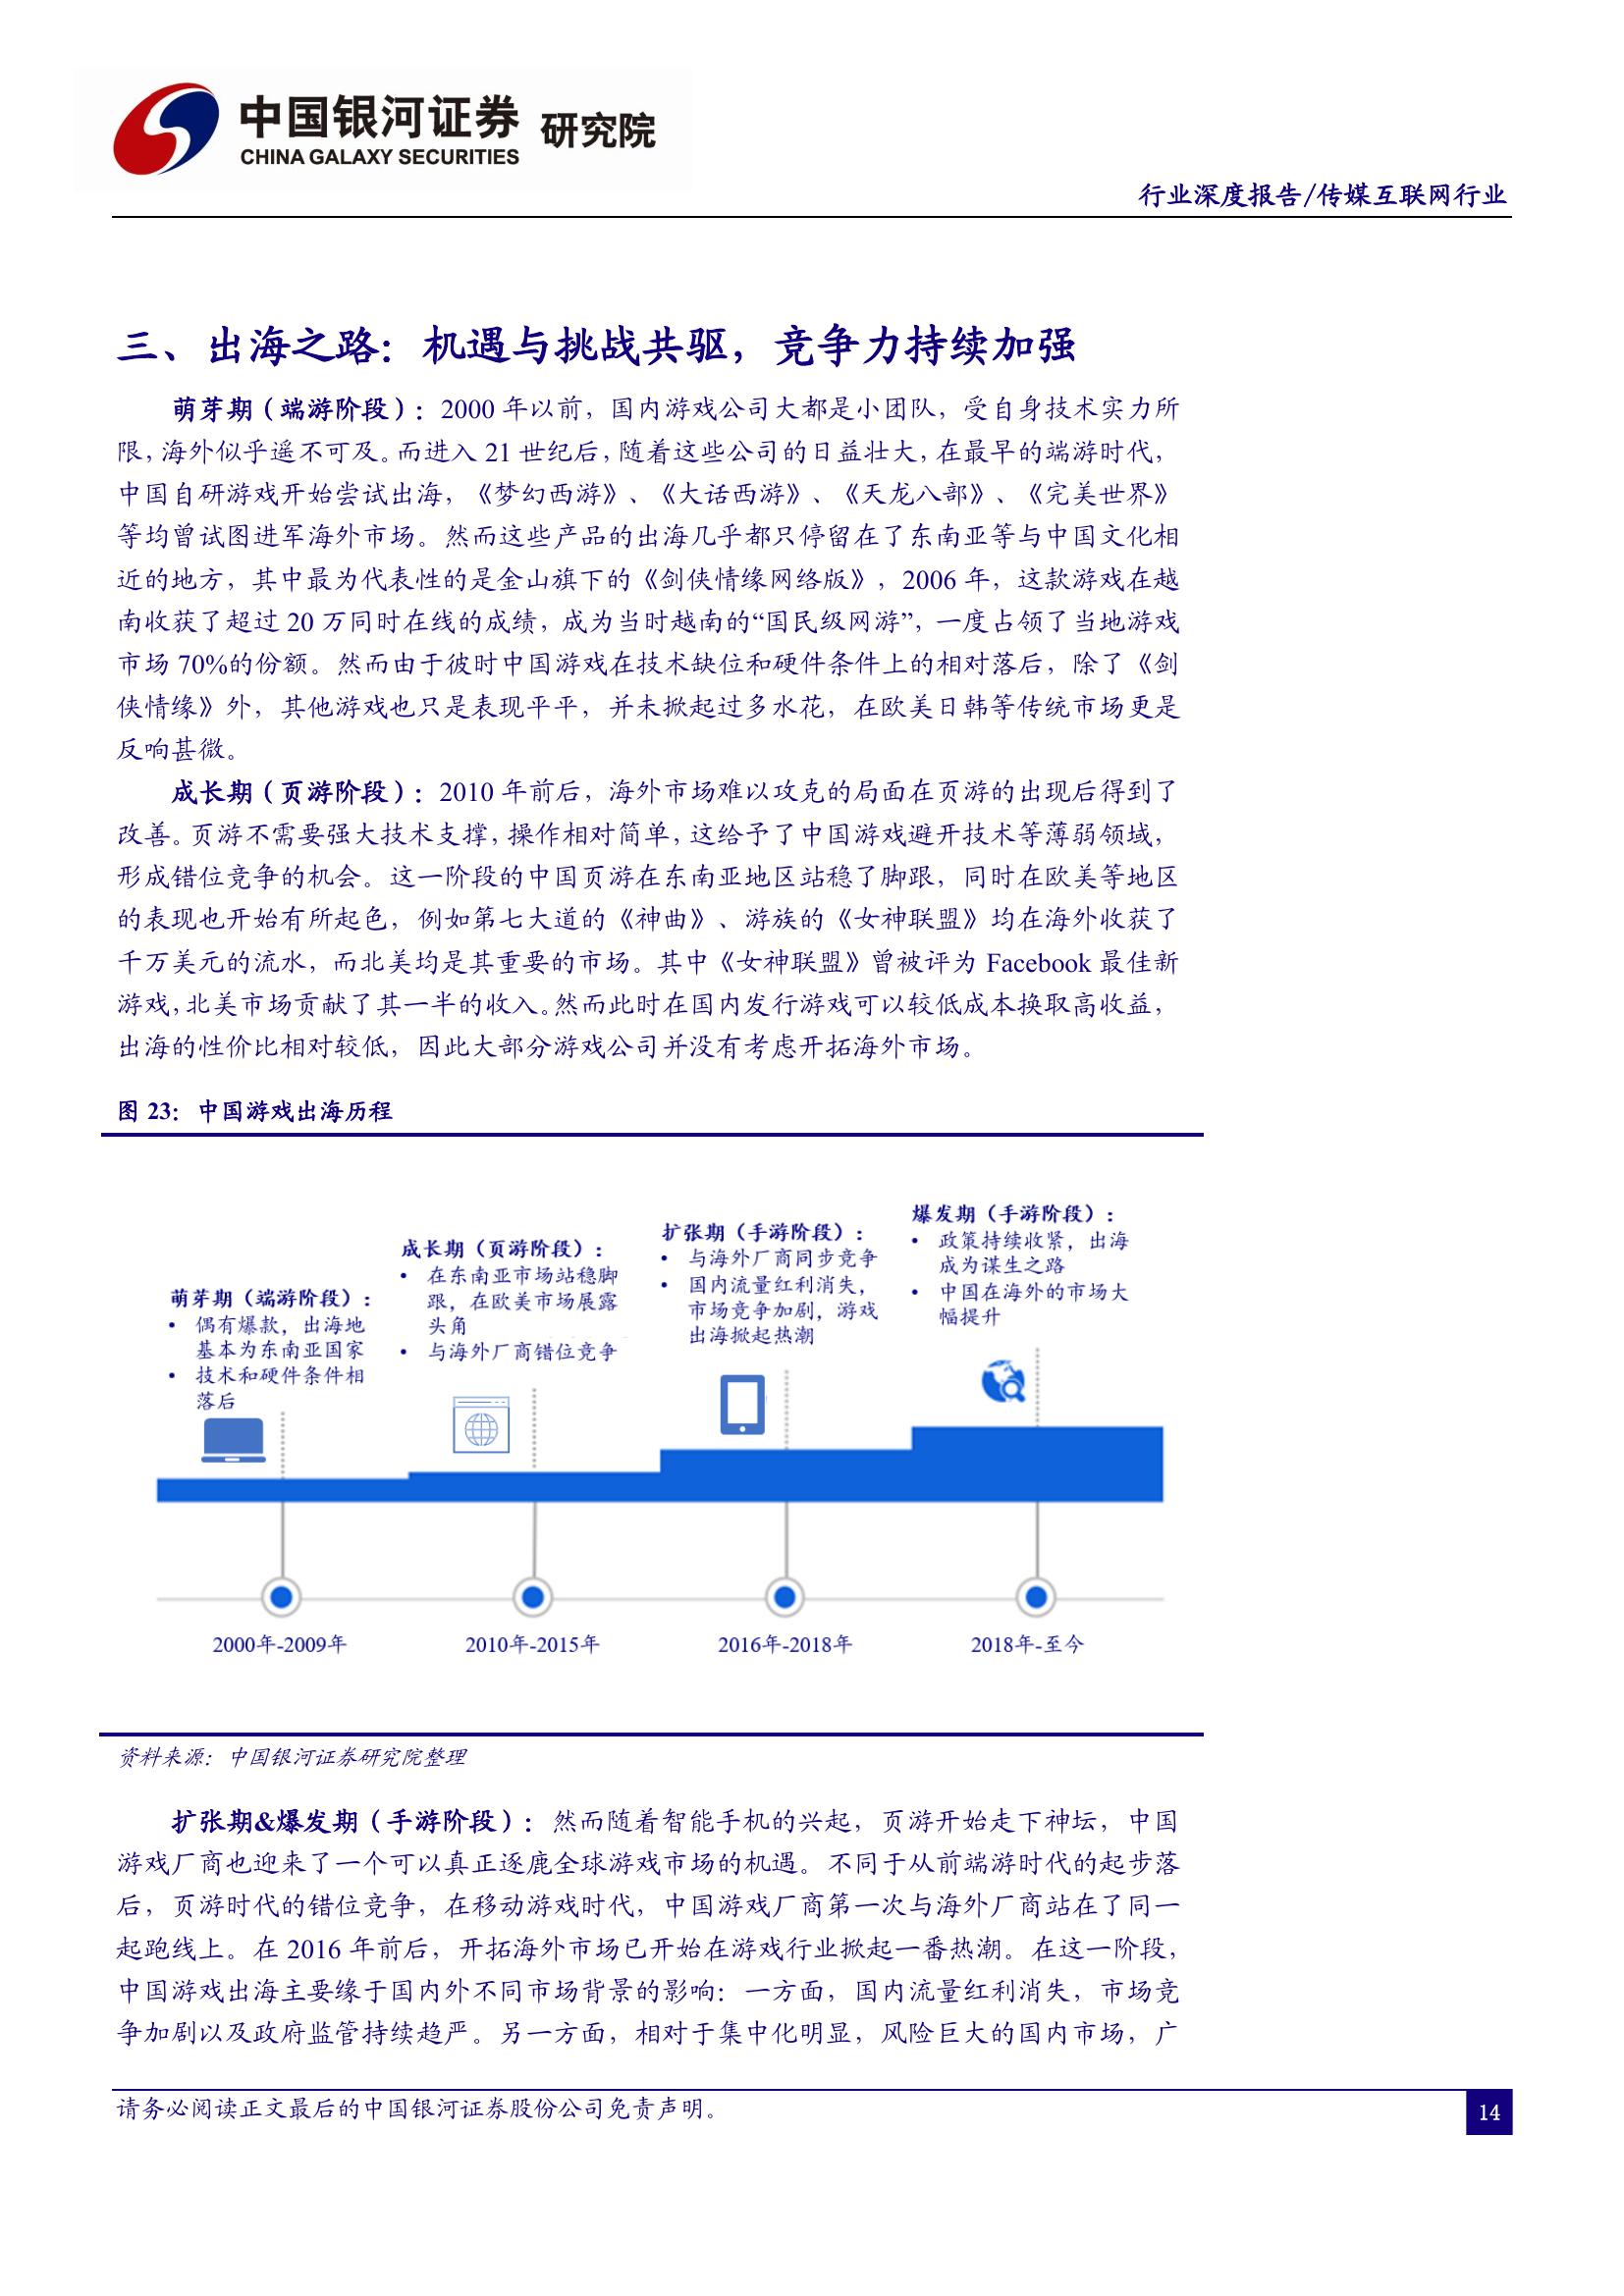 中国银河证券 研究院
CHINA GALAXY SECURITIES
行业深度报告/传媒互联网行业
三、出海之路：机遇与挑战共驱，竞争力持续加强
萌芽期（端游阶段）：2000 年以前，国内游戏公司大都是小团队，受自身技术实力所
限，海外似乎遥不可及。而进入 21 世纪后，随着这些公司的日益壮大，在最早的端游时代，
中国自研游戏开始尝试出海，《梦幻西游》、《大话西游》、《天龙八部》、《完美世界》
等均曾试图进军海外市场。然而这些产品的出海几乎都只停留在了东南亚等与中国文化相
近的地方，其中最为代表性的是金山旗下的《剑侠情缘网络版》，2006 年，这款游戏在越
南收获了超过 20 万同时在线的成绩，成为当时越南的“国民级网游”，一度占领了当地游戏
市场 70%的份额。然而由于彼时中国游戏在技术缺位和硬件条件上的相对落后，除了《剑
侠情缘》外，其他游戏也只是表现平平，并未掀起过多水花，在欧美日韩等传统市场更是
反响甚微。
成长期（页游阶段）：2010 年前后，海外市场难以攻克的局面在页游的出现后得到了
改善。页游不需要强大技术支撑，操作相对简单，这给予了中国游戏避开技术等薄弱领域，
形成错位竞争的机会。这一阶段的中国页游在东南亚地区站稳了脚跟，同时在欧美等地区
的表现也开始有所起色，例如第七大道的《神曲》、游族的《女神联盟》均在海外收获了
千万美元的流水，而北美均是其重要的市场。其中《女神联盟》曾被评为 Facebook 最佳新
游戏，北美市场贡献了其一半的收入。然而此时在国内发行游戏可以较低成本换取高收益，
出海的性价比相对较低，因此大部分游戏公司并没有考虑开拓海外市场。
图 23：中国游戏出海历程
萌芽期（端游阶段）：
• 偶有爆款，出海地
基本为东南亚国家
• 技术和硬件条件相
落后
成长期（页游阶段）：
• 在东南亚市场站稳脚
跟，在欧美市场展露
头角
• 与海外厂商错位竞争
扩张期（手游阶段）：
• 与海外厂商同步竞争
• 国内流量红利消失，
市场竞争加剧，游戏
出海掀起热潮
爆发期（手游阶段）：
• 政策持续收紧，出海
成为谋生之路
• 中国在海外的市场大
幅提升
2000年-2009年
2010年-2015年
2016年-2018年
2018年-至今
资料来源：中国银河证券研究院整理
扩张期&爆发期（手游阶段）：然而随着智能手机的兴起，页游开始走下神坛，中国
游戏厂商也迎来了一个可以真正逐鹿全球游戏市场的机遇。不同于从前端游时代的起步落
后，页游时代的错位竞争，在移动游戏时代，中国游戏厂商第一次与海外厂商站在了同一
起跑线上。在 2016 年前后，开拓海外市场已开始在游戏行业掀起一番热潮。在这一阶段，
中国游戏出海主要缘于国内外不同市场背景的影响：一方面，国内流量红利消失，市场竞
争加剧以及政府监管持续趋严。另一方面，相对于集中化明显，风险巨大的国内市场，广
请务必阅读正文最后的中国银河证券股份公司免责声明。
14